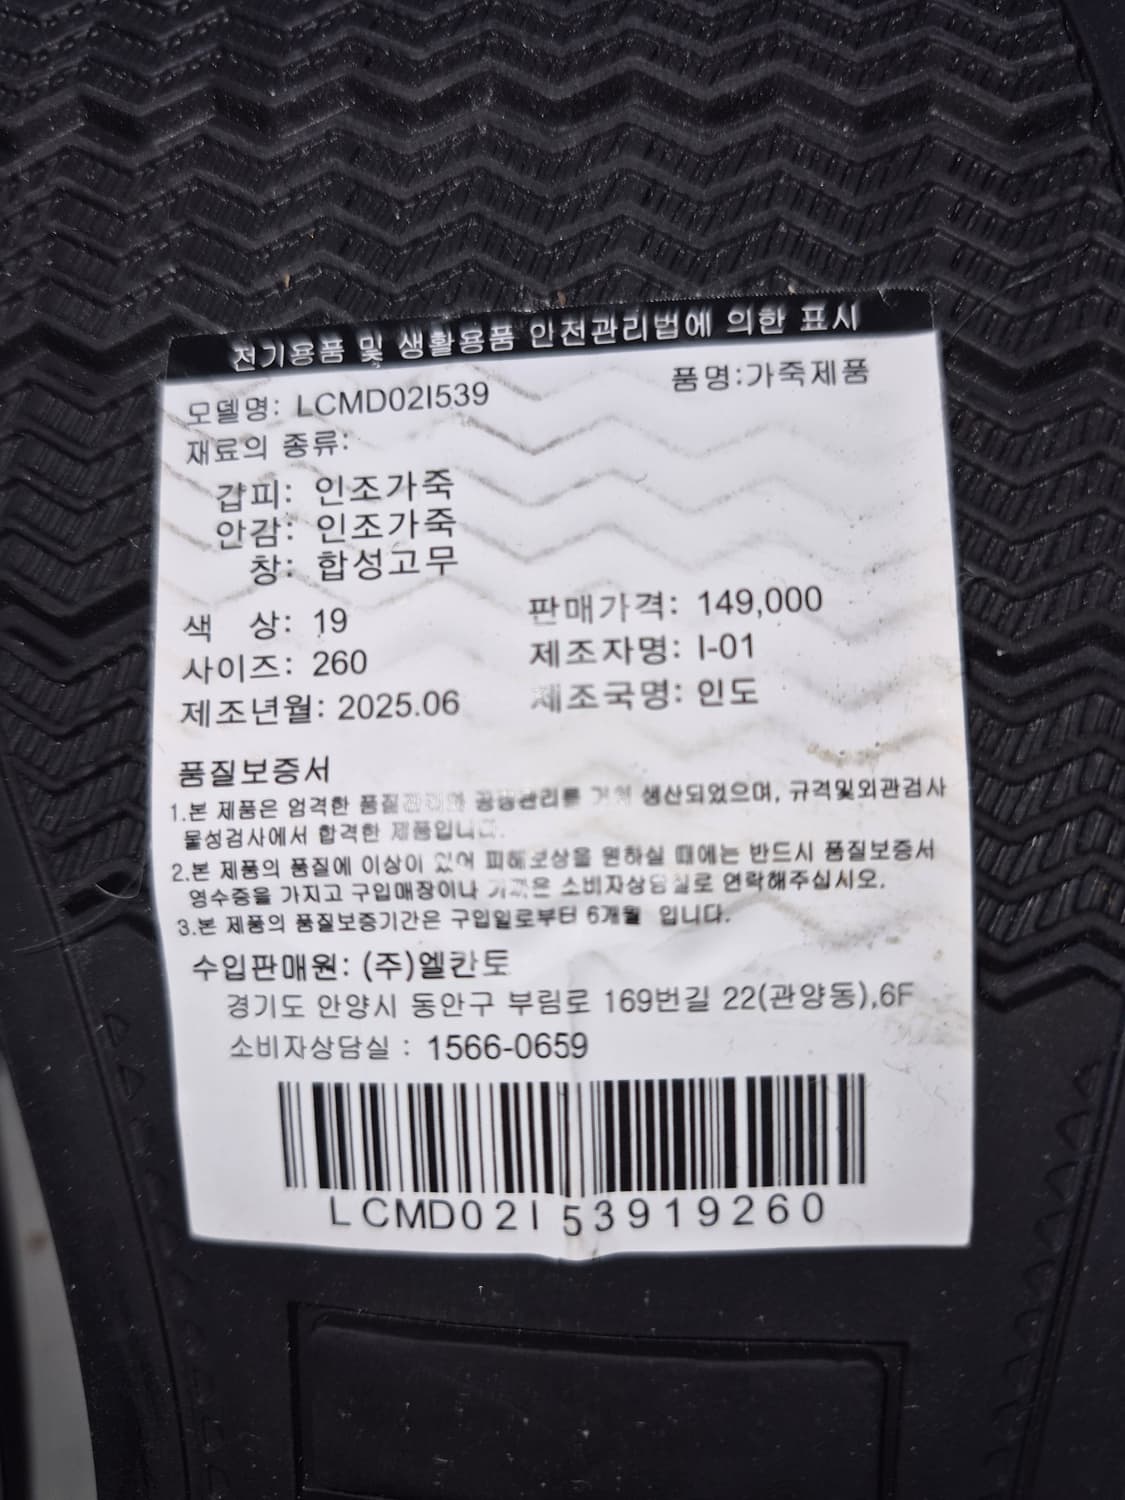 전기용품 및 생활용품 안전관리법에 의한 표시
모델명: LCMD02I539 품명:가죽제품
재료의 종류:
갑피: 인조가죽
안감: 인조가죽
창: 합성고무
색 상: 19 판매가격: 149,000
사이즈: 260 제조자명: I-01
제조년월: 2025.06 제조국명: 인도
품질보증서
1.본 제품은 엄격한 품질관리와 공정관리를 거쳐 생산되었으며, 규격및외관검사
물성검사에서 합격한 제품입니다.
2.본 제품의 품질에 이상이 있어 피해보상을 원하실 때에는 반드시 품질보증서
영수증을 가지고 구입매장이나 소비자상담실로 연락해주십시오.
3.본 제품의 품질보증기간은 구입일로부터 6개월 입니다.
수입판매원: (주)엘칸토
경기도 안양시 동안구 부림로 169번길 22(관양동),6F
소비자상담실 : 1566-0659
LCMD02I53919260